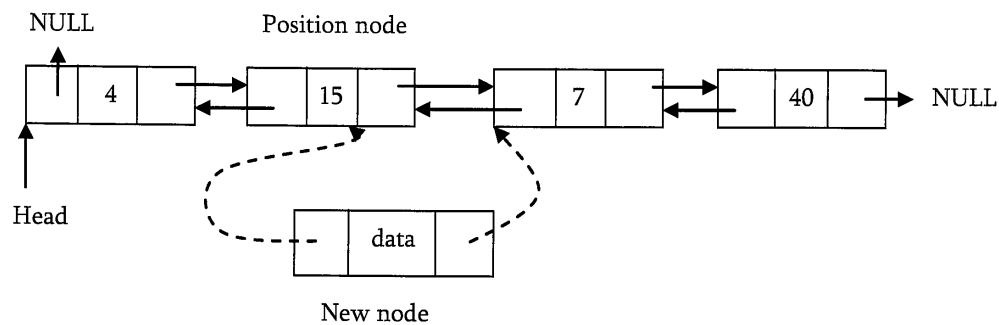 NULL
Position node
4
15
7
40
NULL
Head
data
New node